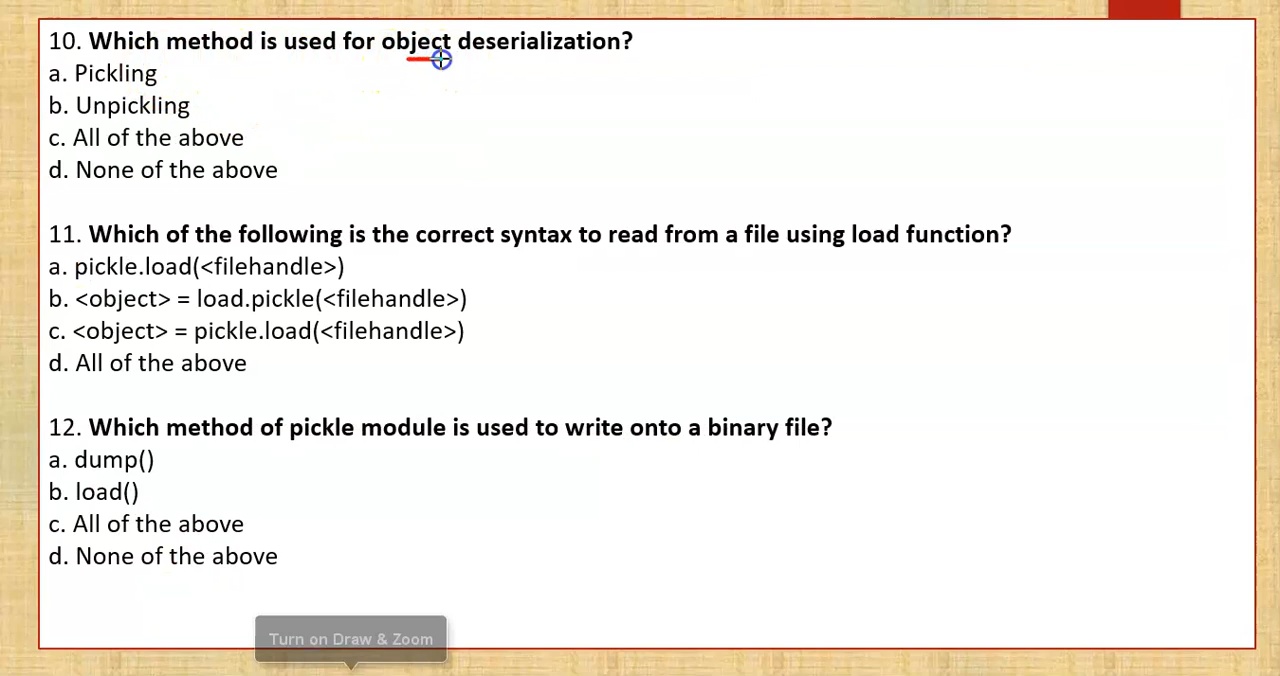 10. Which method is used for object deserialization?
a. Pickling
b. Unpickling
c. All of the above
d. None of the above
11. Which of the following is the correct syntax to read from a file using load function?
a. pickle.load(<filehandle>)
b. <object> = load.pickle(<filehandle>)
c. <object> = pickle.load(<filehandle>)
d. All of the above
12. Which method of pickle module is used to write onto a binary file?
a. dump()
b. load()
c. All of the above
d. None of the above
Turn on Draw & Zoom